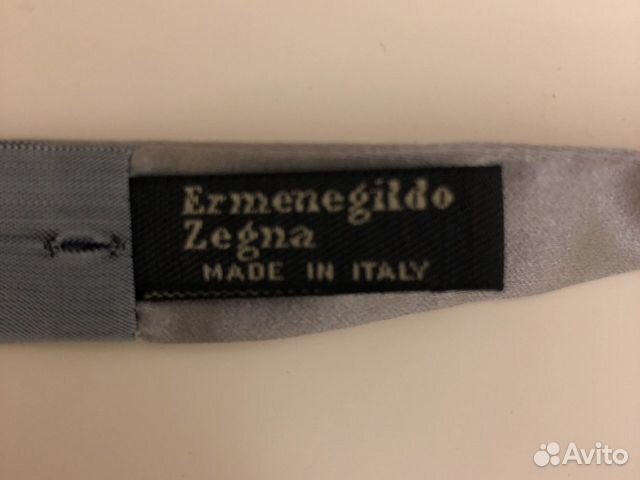 Ermenegildo
Zegna
MADE IN ITALY
Avito